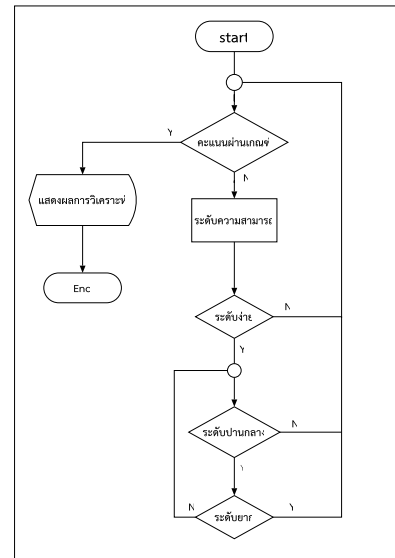 start
Y
คะแนนผ่านเกณฑ์
N
แสดงผลการวิเคราะห์
ระดับความสามารถ
Enc
N
ระดับง่าย
Y
ระดับปานกลาง
N
N
ระดับยาก
Y